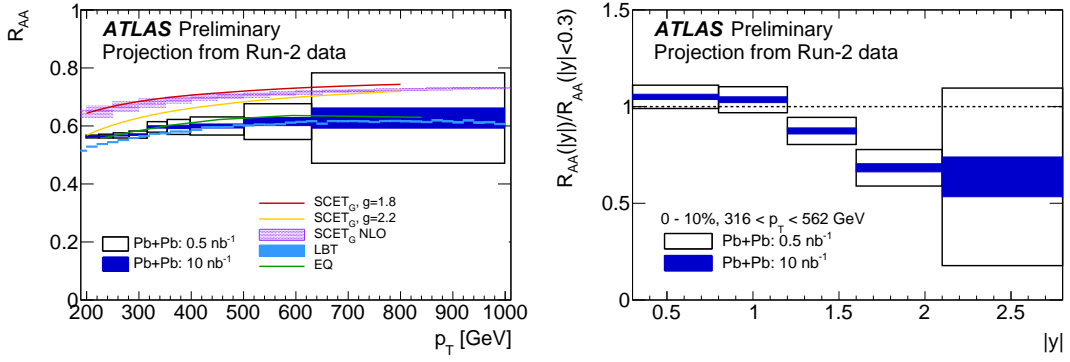 R_AA
ATLAS Preliminary
Projection from Run-2 data
1
0.8
0.6
0.4
0.2
0
SCET_G, g=1.8
SCET_G, g=2.2
SCET_G NLO
LBT
EQ
Pb+Pb: 0.5 nb⁻¹
Pb+Pb: 10 nb⁻¹
200 300 400 500 600 700 800 900 1000
p_T [GeV]
R_AA(|y|)/R_AA(|y|<0.3)
ATLAS Preliminary
Projection from Run-2 data
1.5
1
0.5
0
0 - 10%, 316 < p_T < 562 GeV
Pb+Pb: 0.5 nb⁻¹
Pb+Pb: 10 nb⁻¹
0.5 1 1.5 2 2.5
|y|